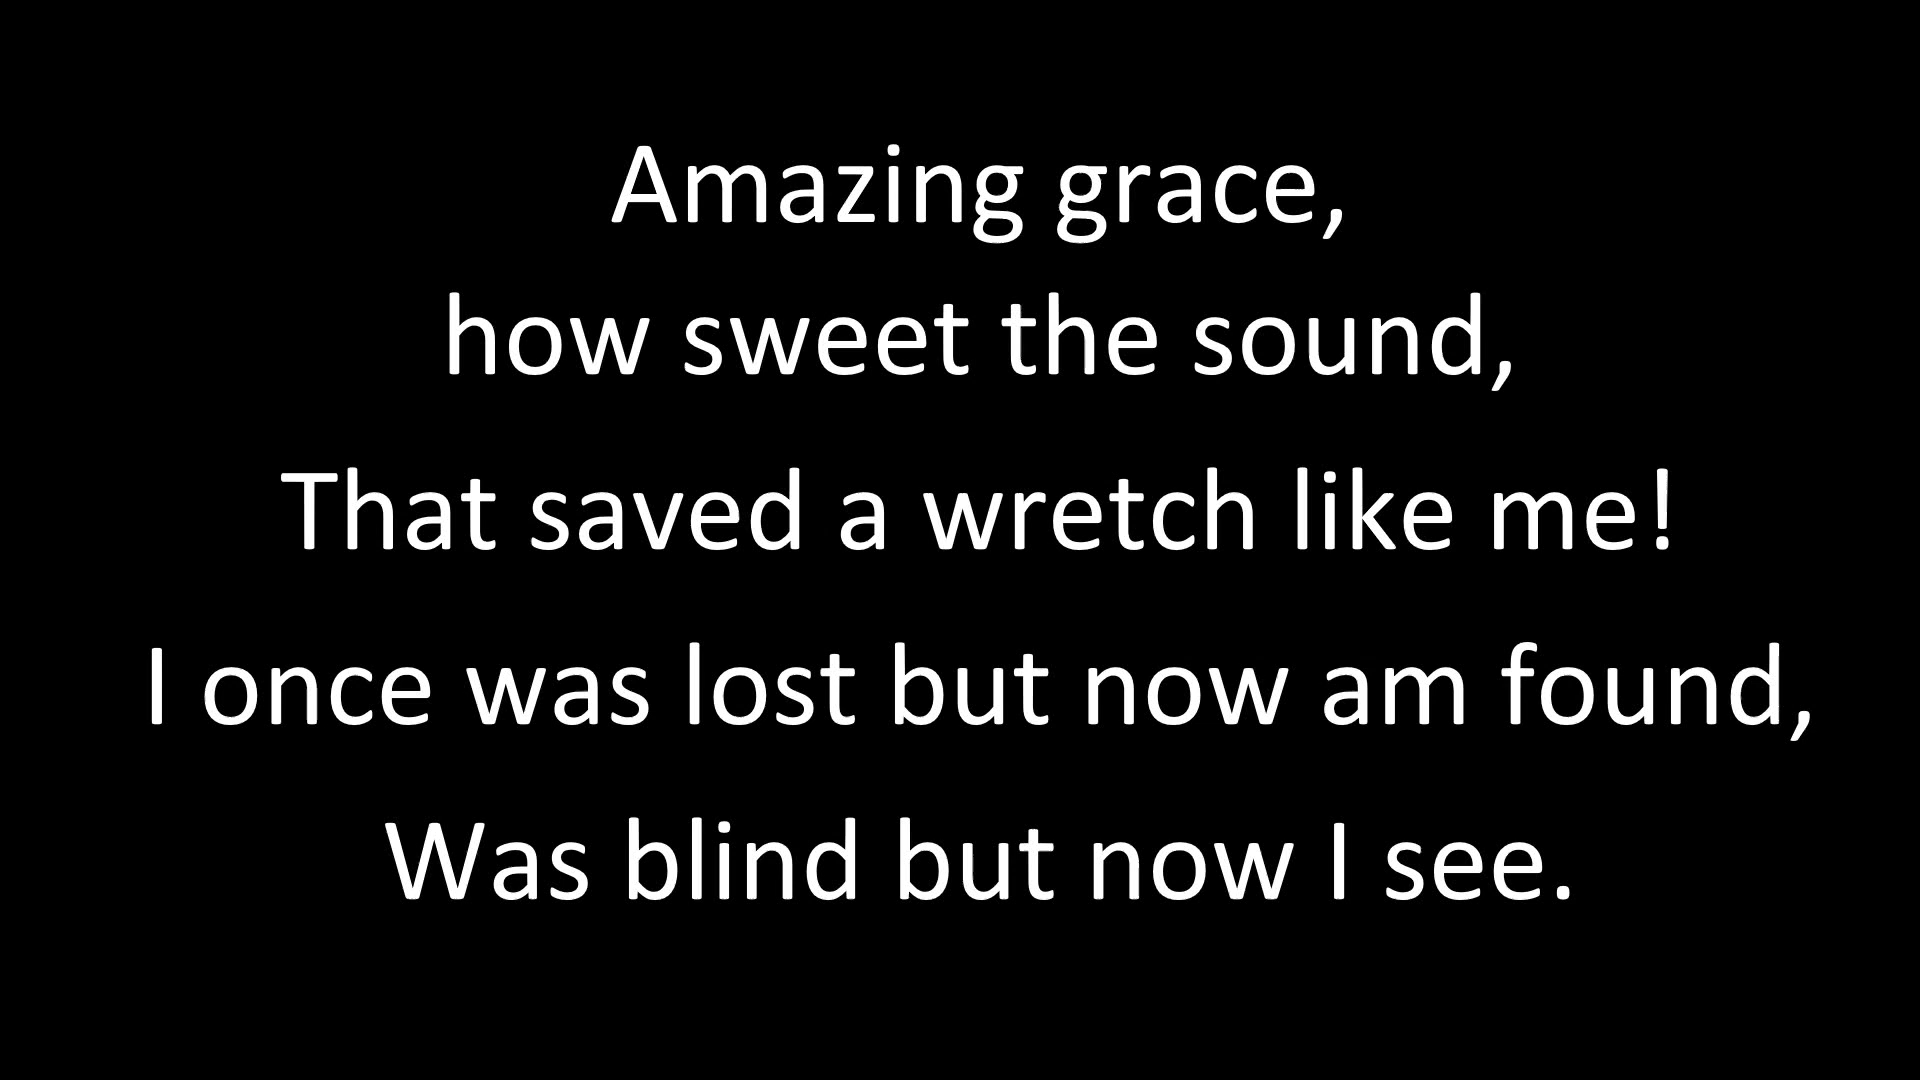 Amazing grace,
how sweet the sound,
That saved a wretch like me!
I once was lost but now am found,
Was blind but now I see.